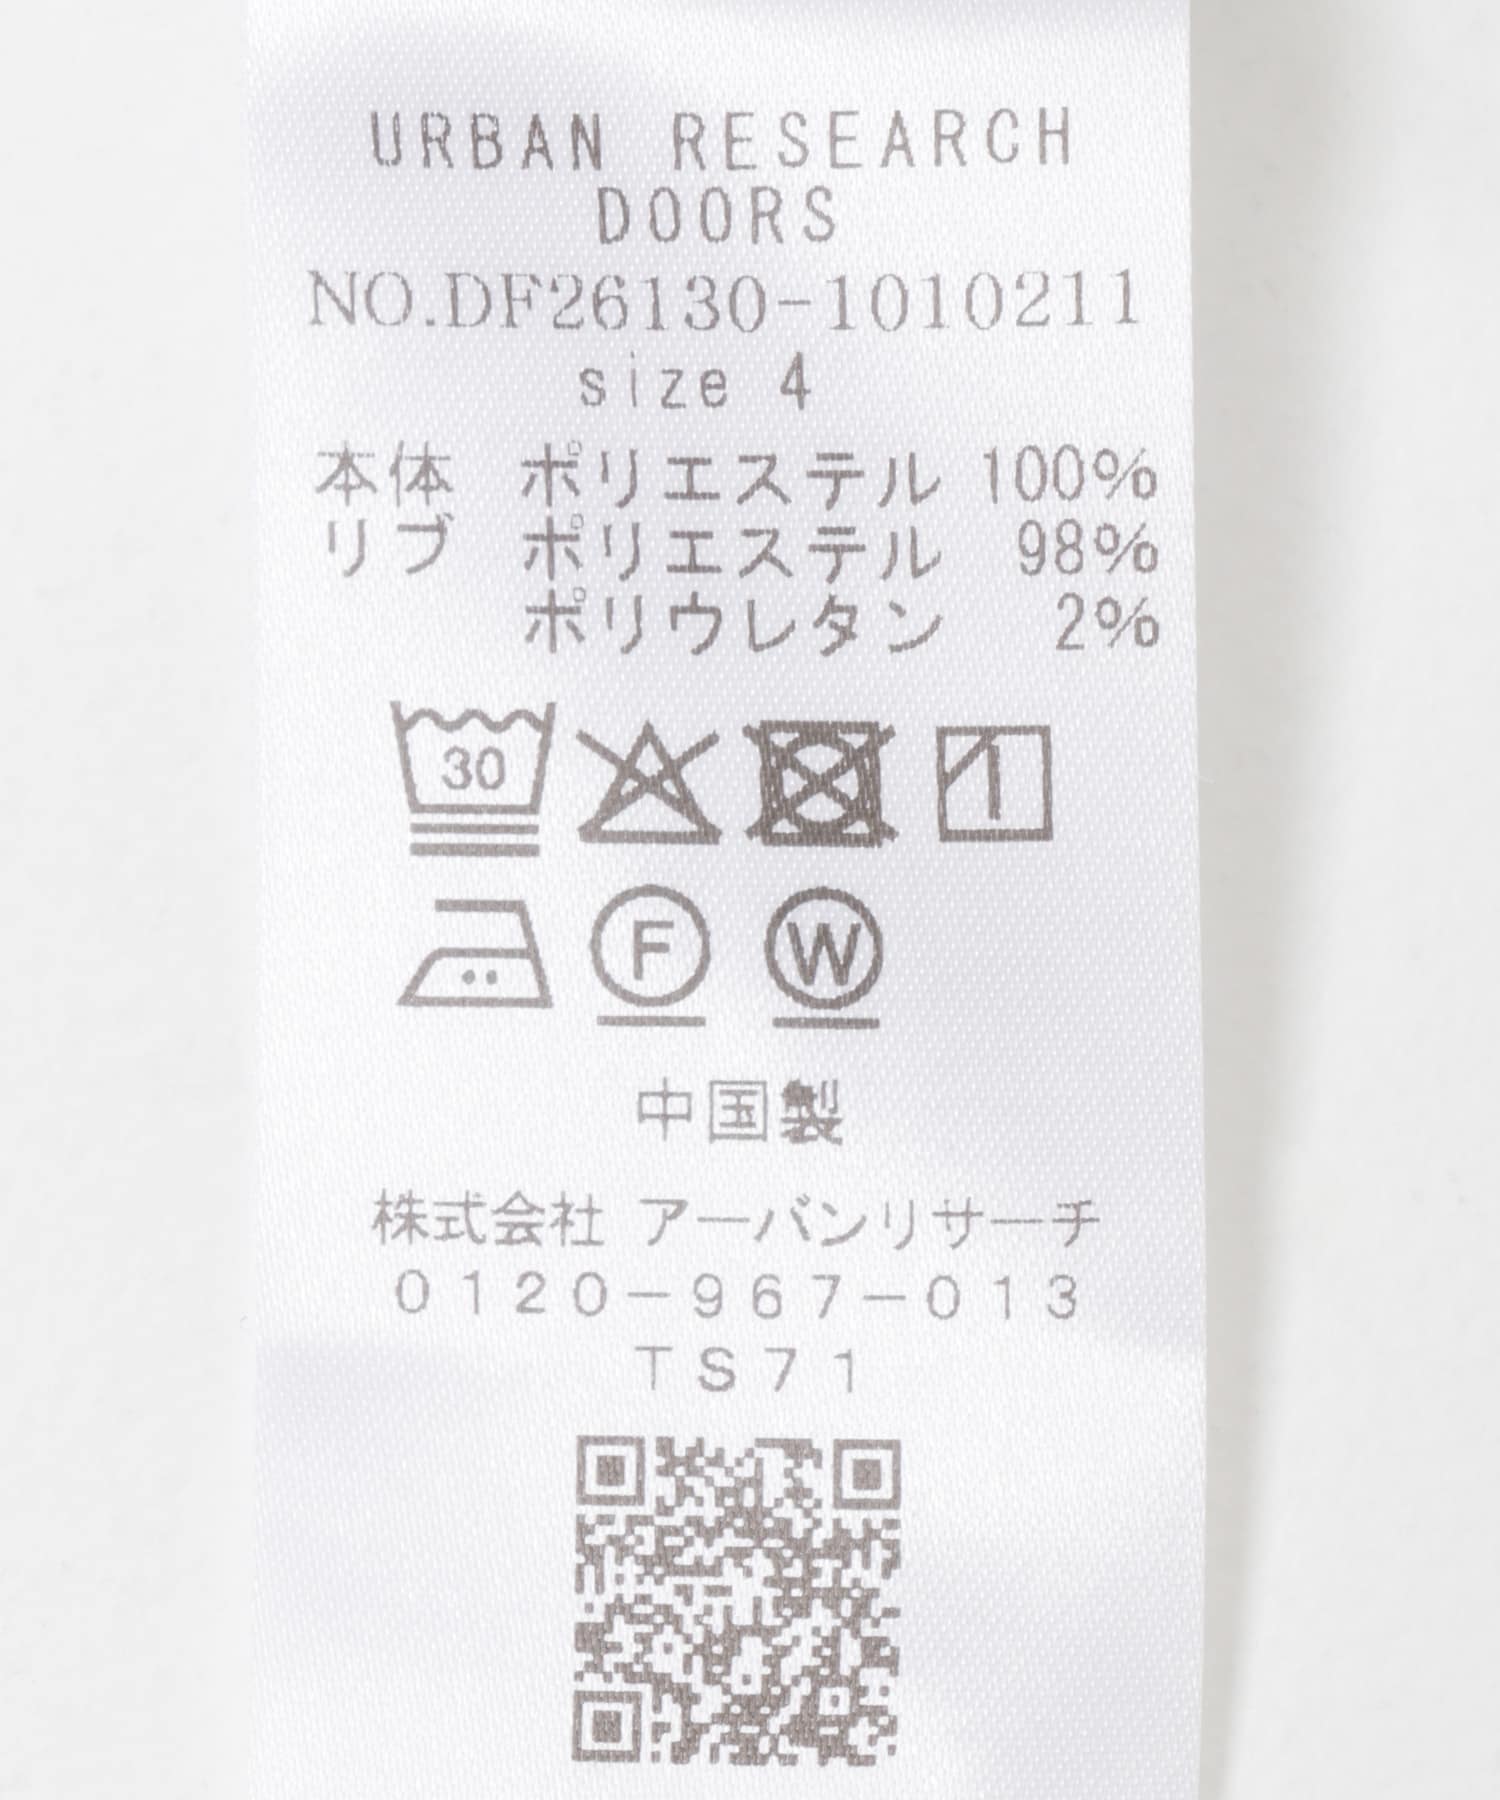 URBAN RESEARCH
DOORS
NO.DF26130-1010211
size 4
本体 ポリエステル 100%
リブ ポリエステル 98%
ポリウレタン 2%
30
F W
中国製
株式会社 アーバンリサーチ
0120-967-013
TS71